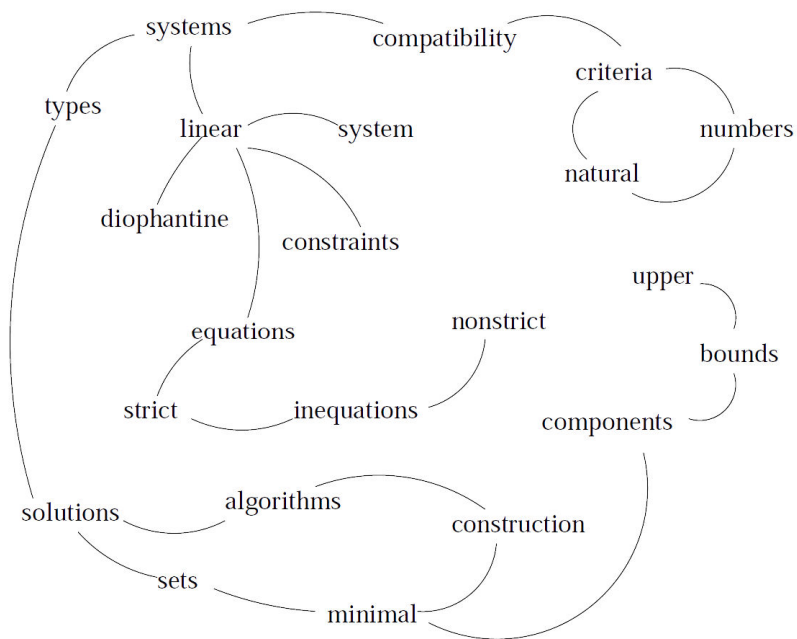 systems
compatibility
criteria
types
linear
system
numbers
natural
diophantine
constraints
upper
equations
nonstrict
bounds
strict
inequations
components
solutions
algorithms
construction
sets
minimal